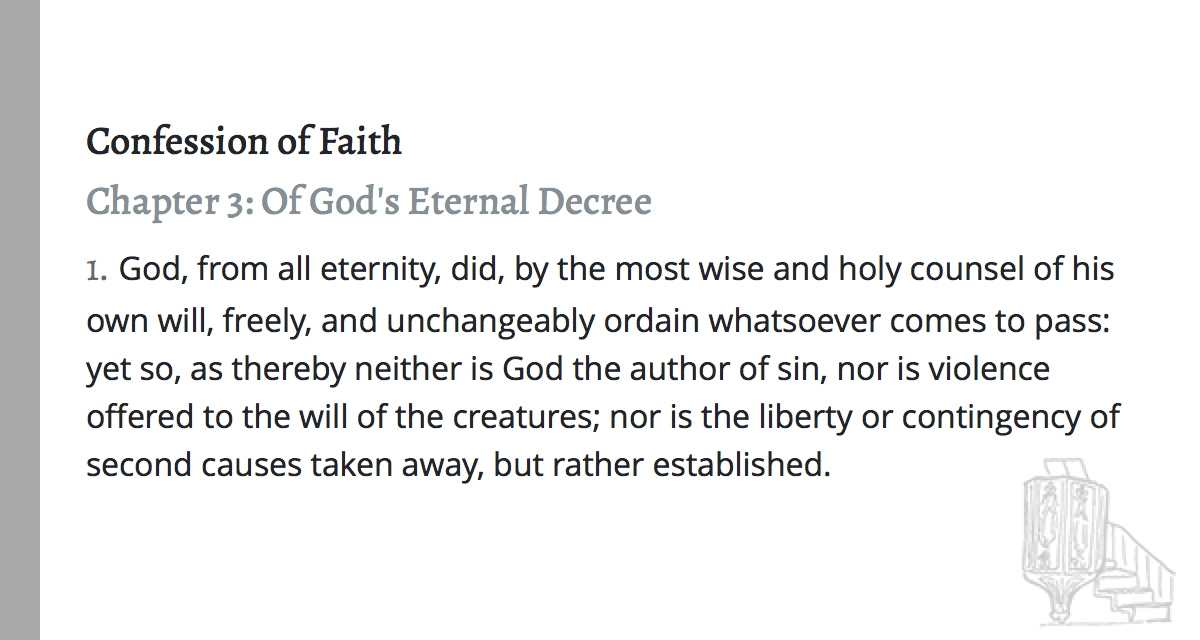 Confession of Faith
Chapter 3: Of God's Eternal Decree
1. God, from all eternity, did, by the most wise and holy counsel of his
own will, freely, and unchangeably ordain whatsoever comes to pass:
yet so, as thereby neither is God the author of sin, nor is violence
offered to the will of the creatures; nor is the liberty or contingency of
second causes taken away, but rather established.